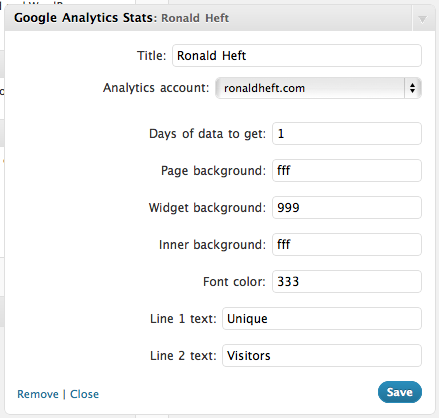 Google Analytics Stats: Ronald Heft
Title: Ronald Heft
Analytics account: ronaldheft.com
Days of data to get: 1
Page background: fff
Widget background: 999
Inner background: fff
Font color: 333
Line 1 text: Unique
Line 2 text: Visitors
Remove | Close
Save